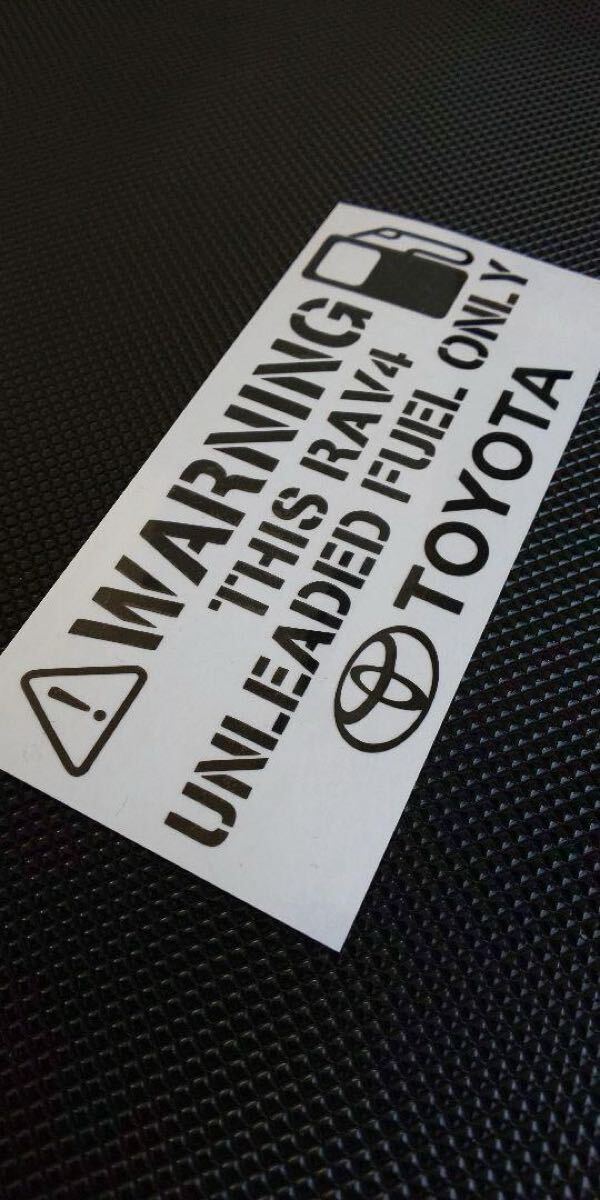 WARNING
THIS RAV4
UNLEADED FUEL ONLY
TOYOTA